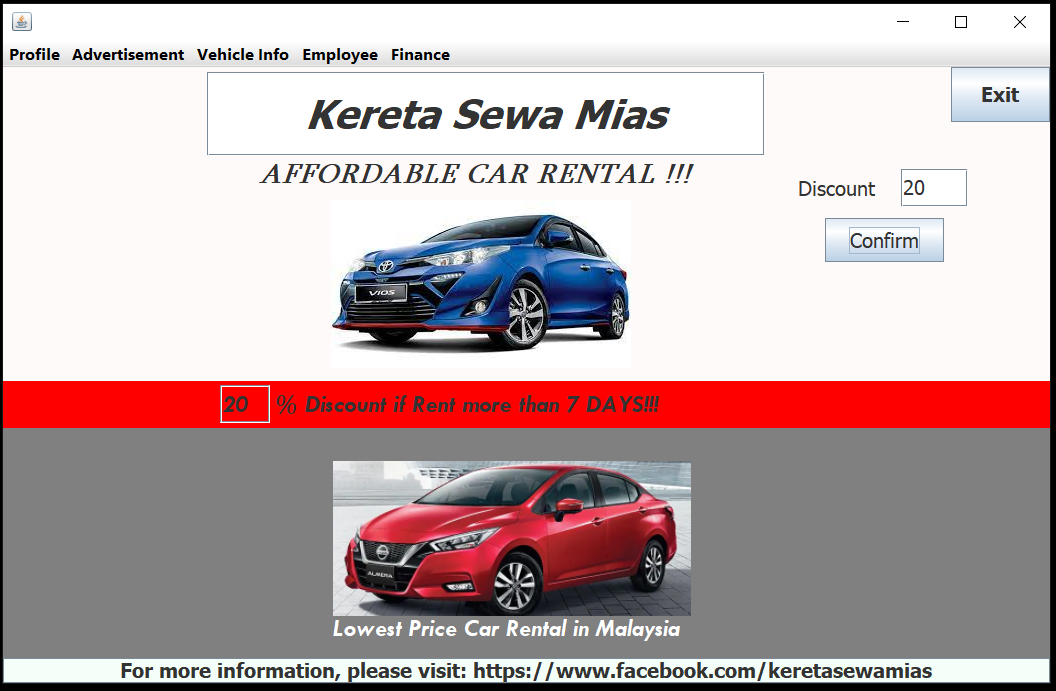 Profile Advertisement Vehicle Info Employee Finance
Exit
Kereta Sewa Mias
AFFORDABLE CAR RENTAL !!!
Discount 20
Confirm
VIOS
20 % Discount if Rent more than 7 DAYS!!!
ALMERA
Lowest Price Car Rental in Malaysia
For more information, please visit: https://www.facebook.com/keretasewamias